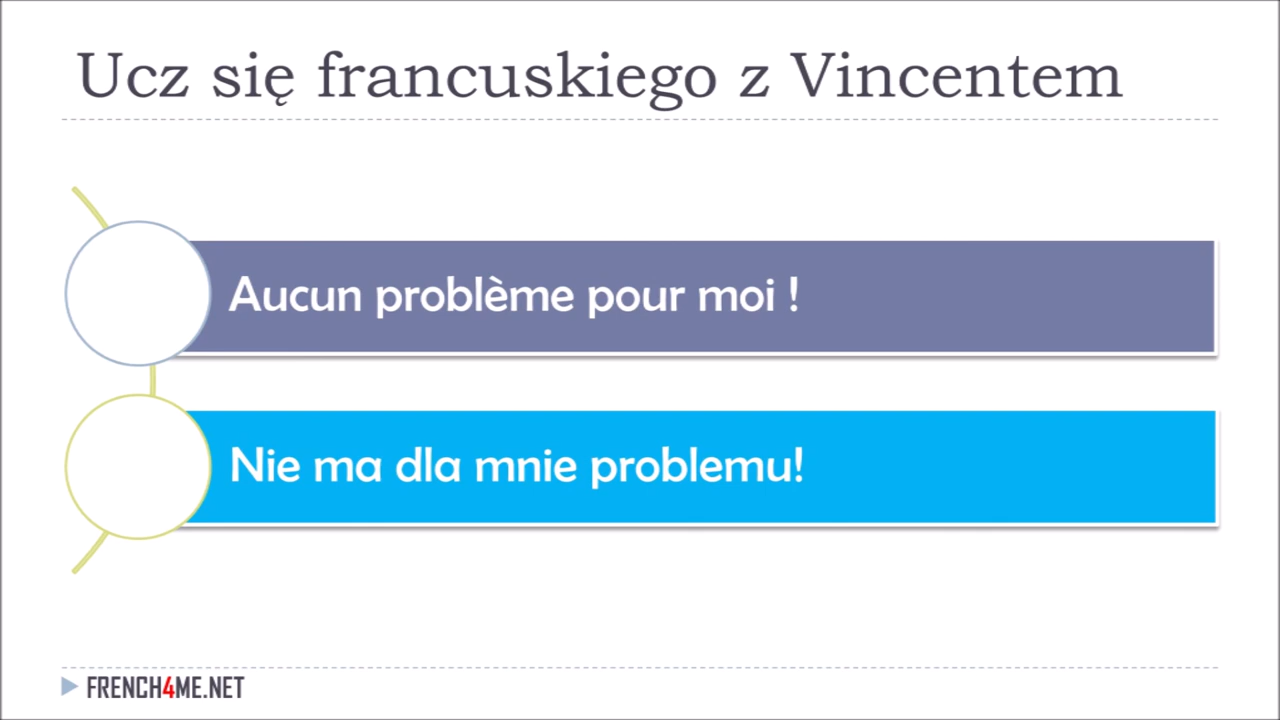 Ucz się francuskiego z Vincentem
Aucun problème pour moi !
Nie ma dla mnie problemu!
FRENCH4ME.NET